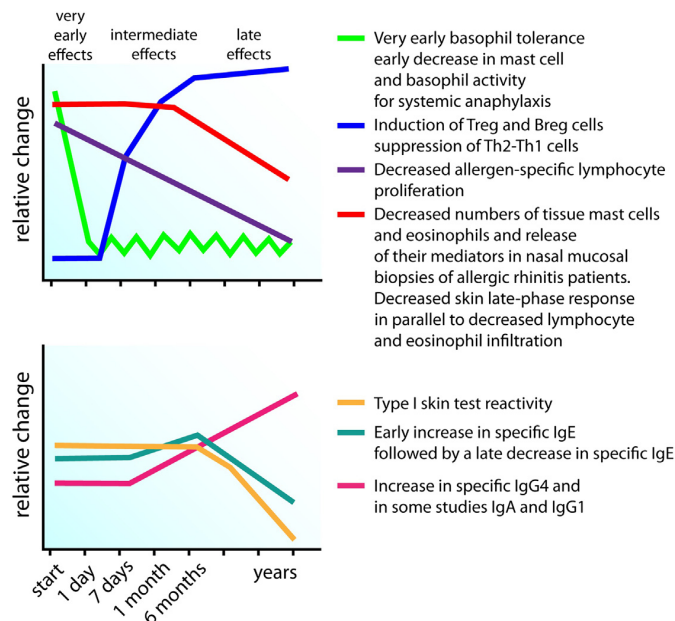 very
early
effects
intermediate
effects
late
effects
relative change
Very early basophil tolerance
early decrease in mast cell
and basophil activity
for systemic anaphylaxis
Induction of Treg and Breg cells
suppression of Th2-Th1 cells
Decreased allergen-specific lymphocyte
proliferation
Decreased numbers of tissue mast cells
and eosinophils and release
of their mediators in nasal mucosal
biopsies of allergic rhinitis patients.
Decreased skin late-phase response
in parallel to decreased lymphocyte
and eosinophil infiltration
relative change
Type I skin test reactivity
Early increase in specific IgE
followed by a late decrease in specific IgE
Increase in specific IgG4 and
in some studies IgA and IgG1
start
1 day
7 days
1 month
6 months
years